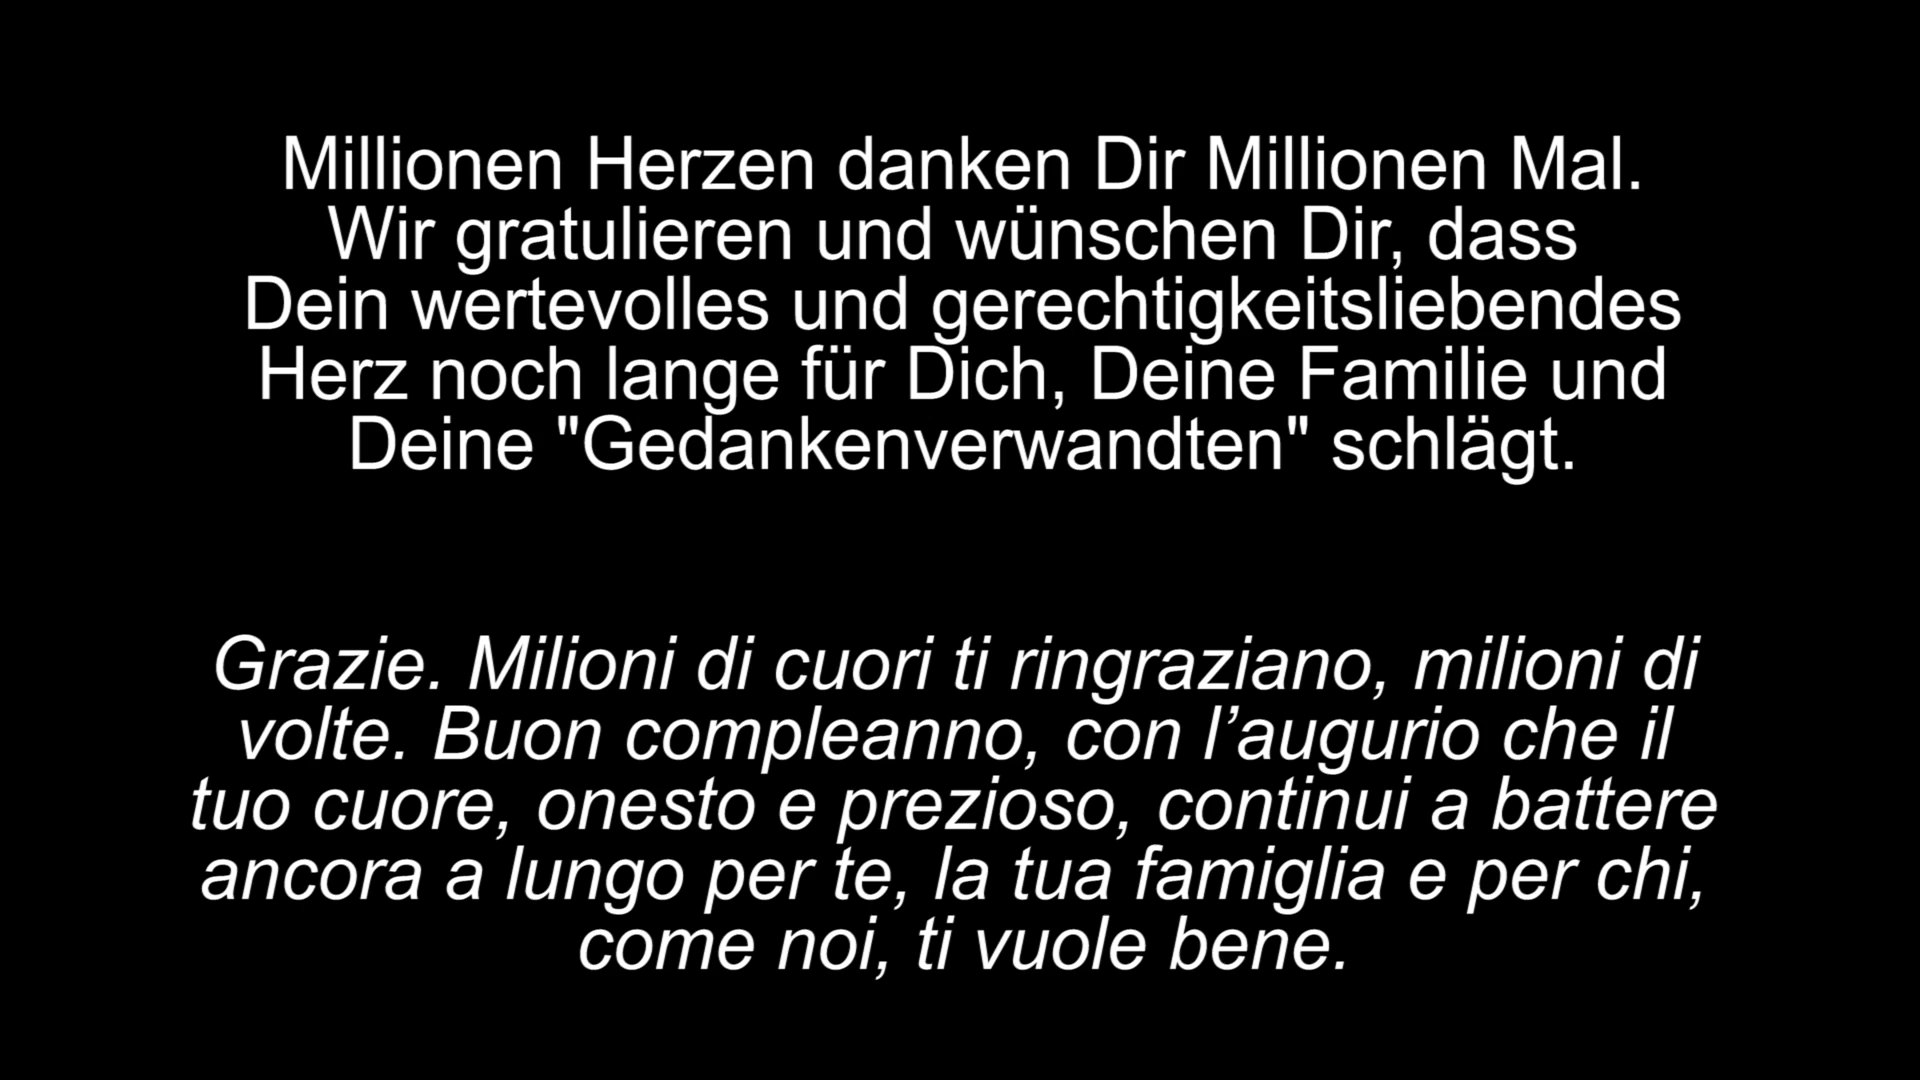 Millionen Herzen danken Dir Millionen Mal.
Wir gratulieren und wünschen Dir, dass
Dein wertevolles und gerechtigkeitsliebendes
Herz noch lange für Dich, Deine Familie und
Deine "Gedankenverwandten" schlägt.
Grazie. Milioni di cuori ti ringraziano, milioni di
volte. Buon compleanno, con l’augurio che il
tuo cuore, onesto e prezioso, continui a battere
ancora a lungo per te, la tua famiglia e per chi,
come noi, ti vuole bene.